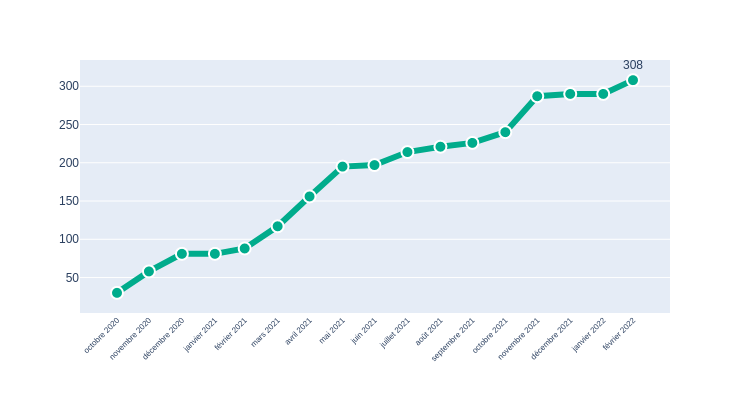 308
300
250
200
150
100
50
octobre 2020
novembre 2020
décembre 2020
janvier 2021
février 2021
mars 2021
avril 2021
mai 2021
juin 2021
juillet 2021
août 2021
septembre 2021
octobre 2021
novembre 2021
décembre 2021
janvier 2022
février 2022